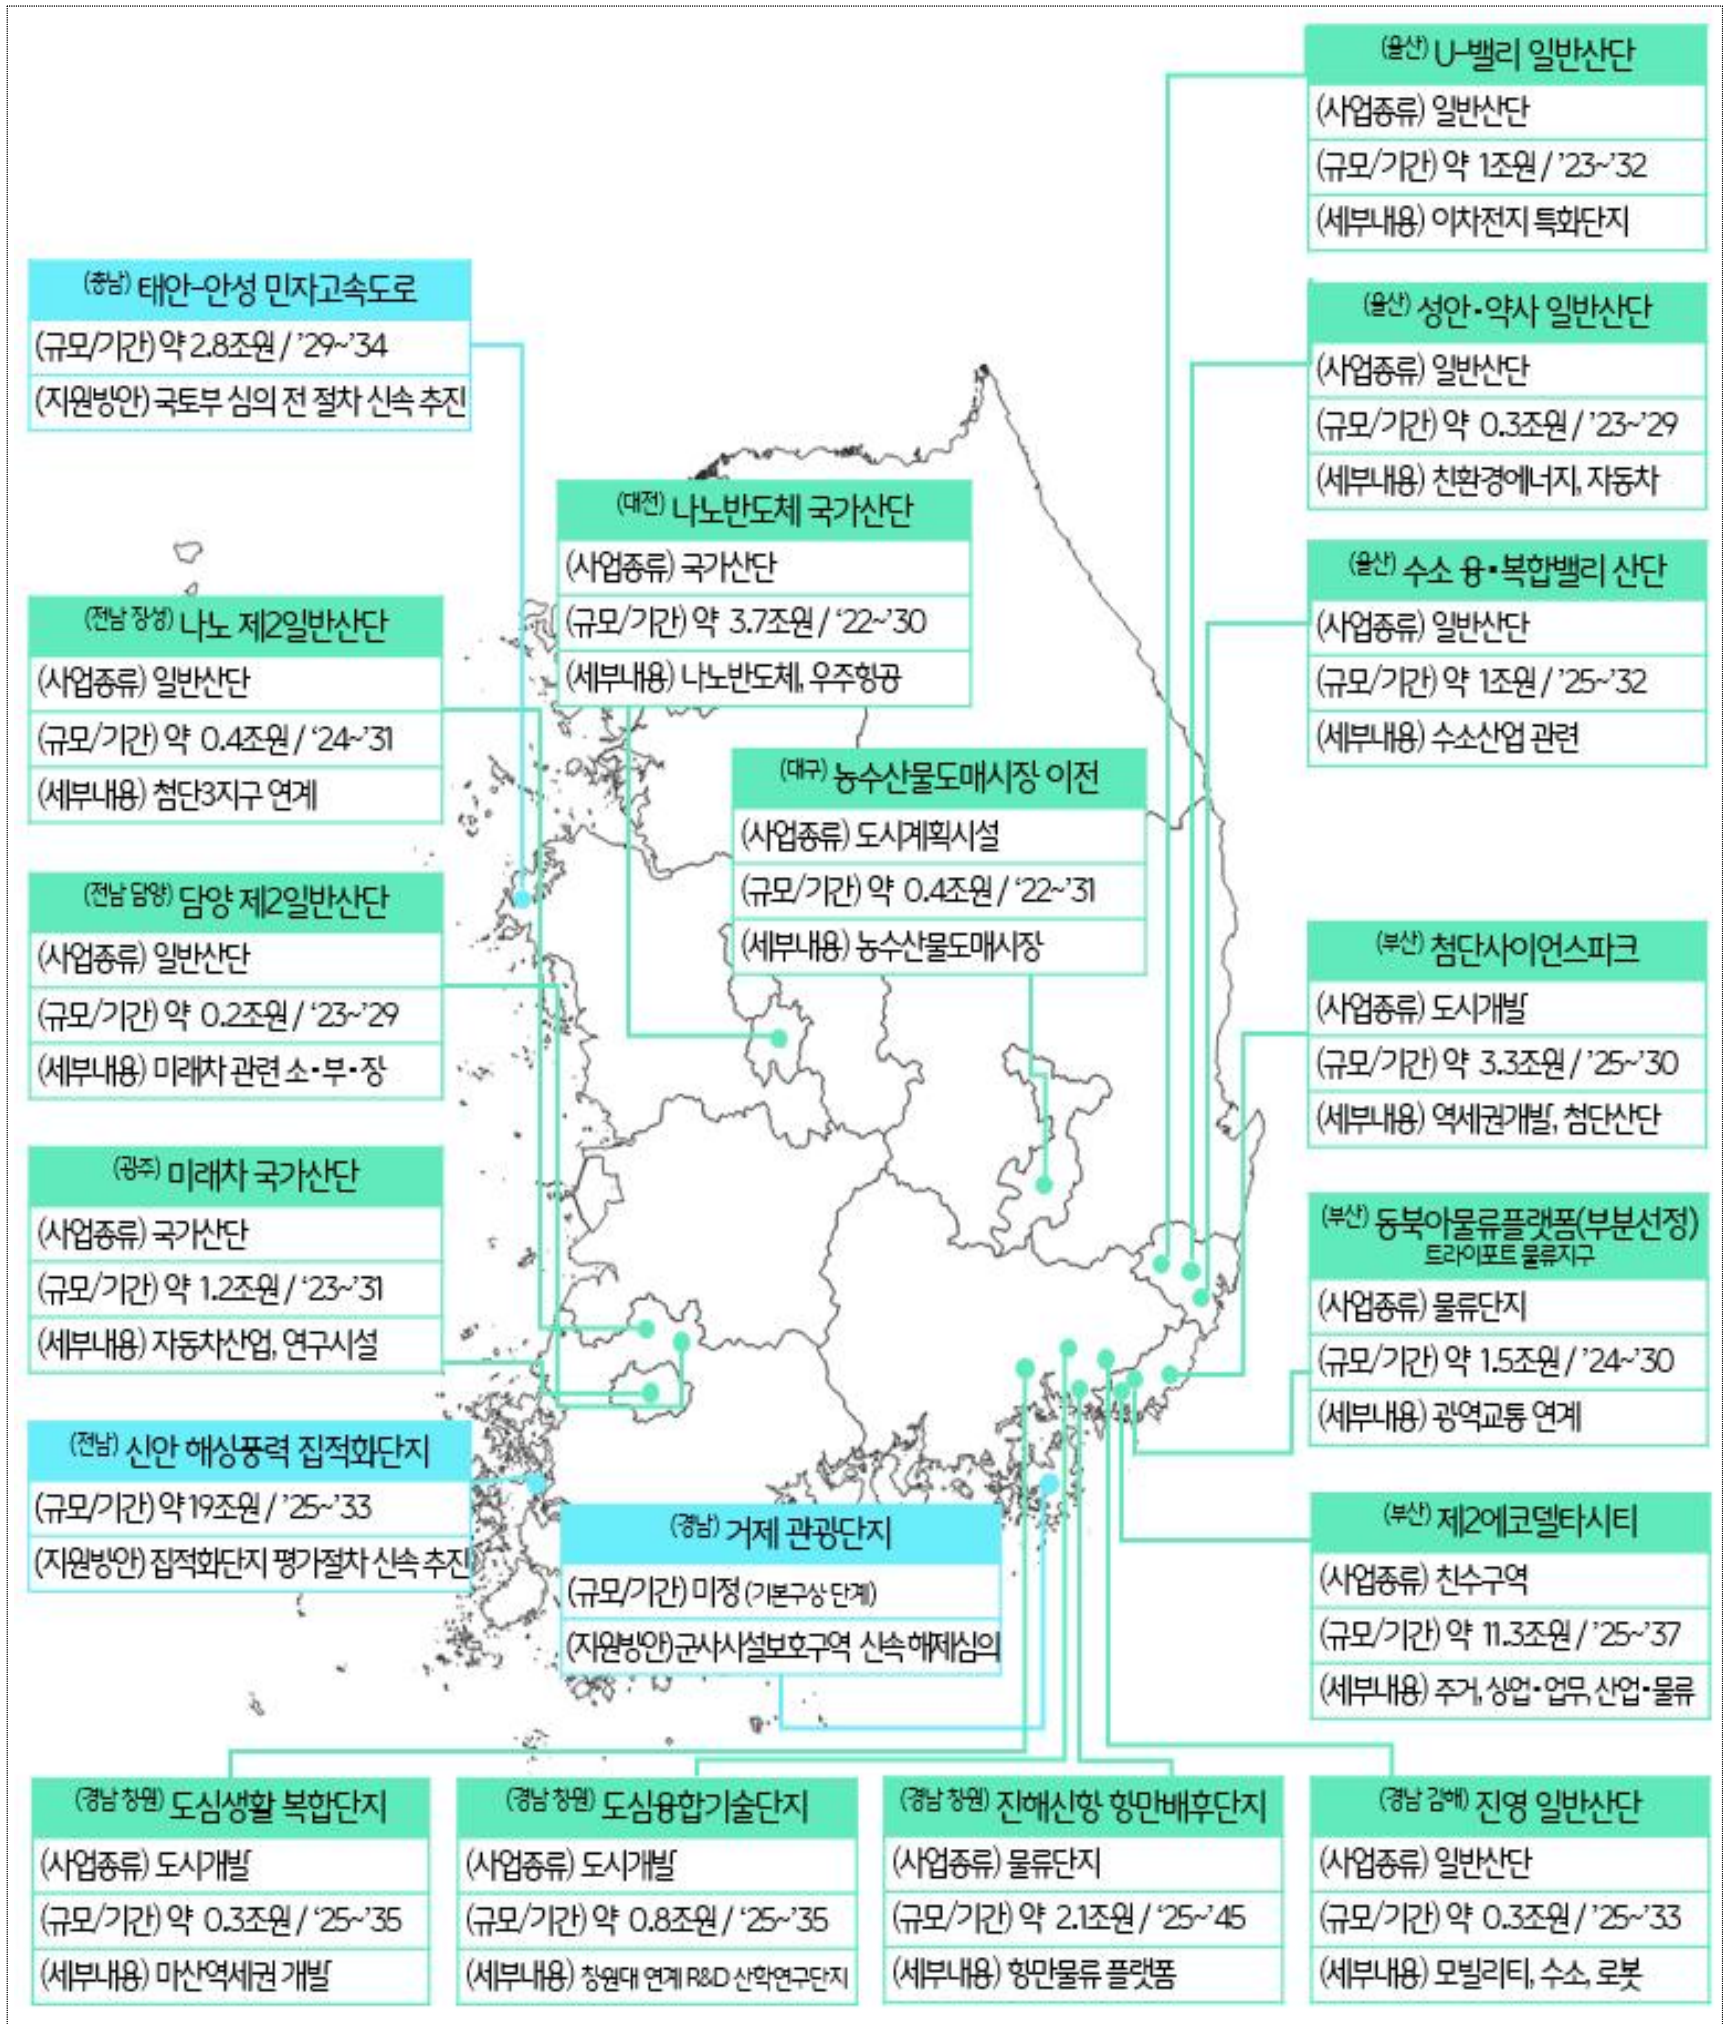 (울산) U-밸리 일반산단
(사업종류) 일반산단
(규모/기간) 약 1조원 / ’23~’32
(세부내용) 이차전지 특화단지
(충남) 태안-안성 민자고속도로
(규모/기간) 약 2.8조원 / ’29~’34
(지원방안) 국토부 심의 전 절차 신속 추진
(울산) 성안·약사 일반산단
(사업종류) 일반산단
(규모/기간) 약 0.3조원 / ’23~’29
(세부내용) 친환경에너지, 자동차
(대전) 나노반도체 국가산단
(사업종류) 국가산단
(규모/기간) 약 3.7조원 / ‘22~’30
(세부내용) 나노반도체, 우주항공
(울산) 수소 융·복합밸리 산단
(사업종류) 일반산단
(규모/기간) 약 1조원 / ’25~’32
(세부내용) 수소산업 관련
(전남 장성) 나노 제2일반산단
(사업종류) 일반산단
(규모/기간) 약 0.4조원 / ‘24~’31
(세부내용) 첨단3지구 연계
(대구) 농수산물도매시장 이전
(사업종류) 도시계획시설
(규모/기간) 약 0.4조원 / ‘22~’31
(세부내용) 농수산물도매시장
(전남 담양) 담양 제2일반산단
(사업종류) 일반산단
(규모/기간) 약 0.2조원 / ‘23~’29
(세부내용) 미래차 관련 소·부·장
(부산) 첨단사이언스파크
(사업종류) 도시개발
(규모/기간) 약 3.3조원 / ’25~’30
(세부내용) 역세권개발, 첨단산단
(광주) 미래차 국가산단
(사업종류) 국가산단
(규모/기간) 약 1.2조원 / ‘23~’31
(세부내용) 자동차산업, 연구시설
(부산) 동북아물류플랫폼(부분선정)
트라이포트 물류지구
(사업종류) 물류단지
(규모/기간) 약 1.5조원 / ’24~’30
(세부내용) 광역교통 연계
(전남) 신안 해상풍력 집적화단지
(규모/기간) 약 19조원 / ’25~’33
(지원방안) 집적화단지 평가절차 신속 추진
(경남) 거제 관광단지
(규모/기간) 미정 (기본구상 단계)
(지원방안) 군사시설보호구역 신속 해제심의
(부산) 제2에코델타시티
(사업종류) 친수구역
(규모/기간) 약 11.3조원 / ’25~’37
(세부내용) 주거, 상업·업무, 산업·물류
(경남 창원) 도심생활 복합단지
(사업종류) 도시개발
(규모/기간) 약 0.3조원 / ‘25~’35
(세부내용) 마산역세권 개발
(경남 창원) 도심융합기술단지
(사업종류) 도시개발
(규모/기간) 약 0.8조원 / ‘25~’35
(세부내용) 창원대 연계 R&D 산학연구단지
(경남 창원) 진해신항 항만배후단지
(사업종류) 물류단지
(규모/기간) 약 2.1조원 / ‘25~’45
(세부내용) 항만물류 플랫폼
(경남 김해) 진영 일반산단
(사업종류) 일반산단
(규모/기간) 약 0.3조원 / ’25~’33
(세부내용) 모빌리티, 수소, 로봇